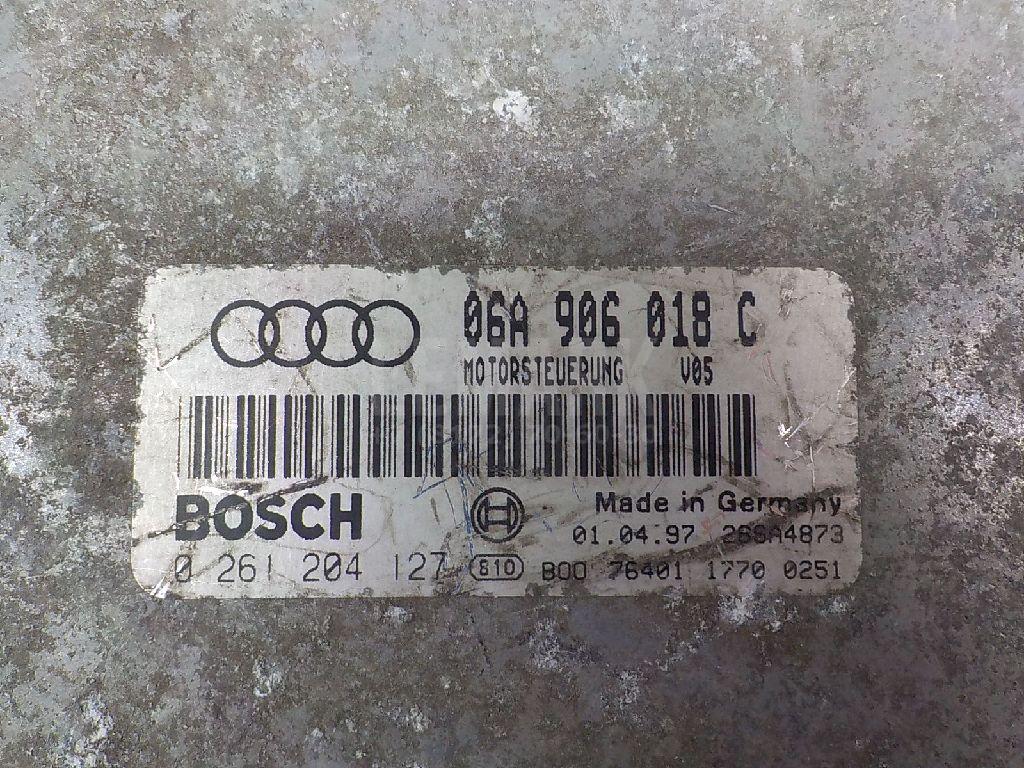 06A 906 018 C
MOTORSTEUERUNG V05
BOSCH
Made in Germany
01.04.97 26SA4873
0 261 204 127 810 B00 76401 1770 0251